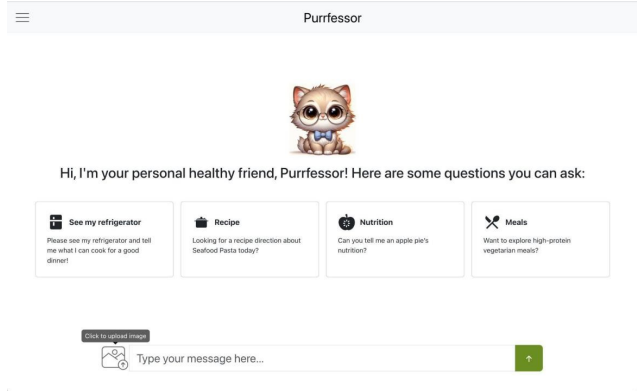 Purrfessor
Hi, I'm your personal healthy friend, Purrfessor! Here are some questions you can ask:
See my refrigerator
Please see my refrigerator and tell
me what I can cook for a good
dinner!
Recipe
Looking for a recipe direction about
Seafood Pasta today?
Nutrition
Can you tell me an apple pie's
nutrition?
Meals
Want to explore high-protein
vegetarian meals?
Click to upload image
Type your message here...